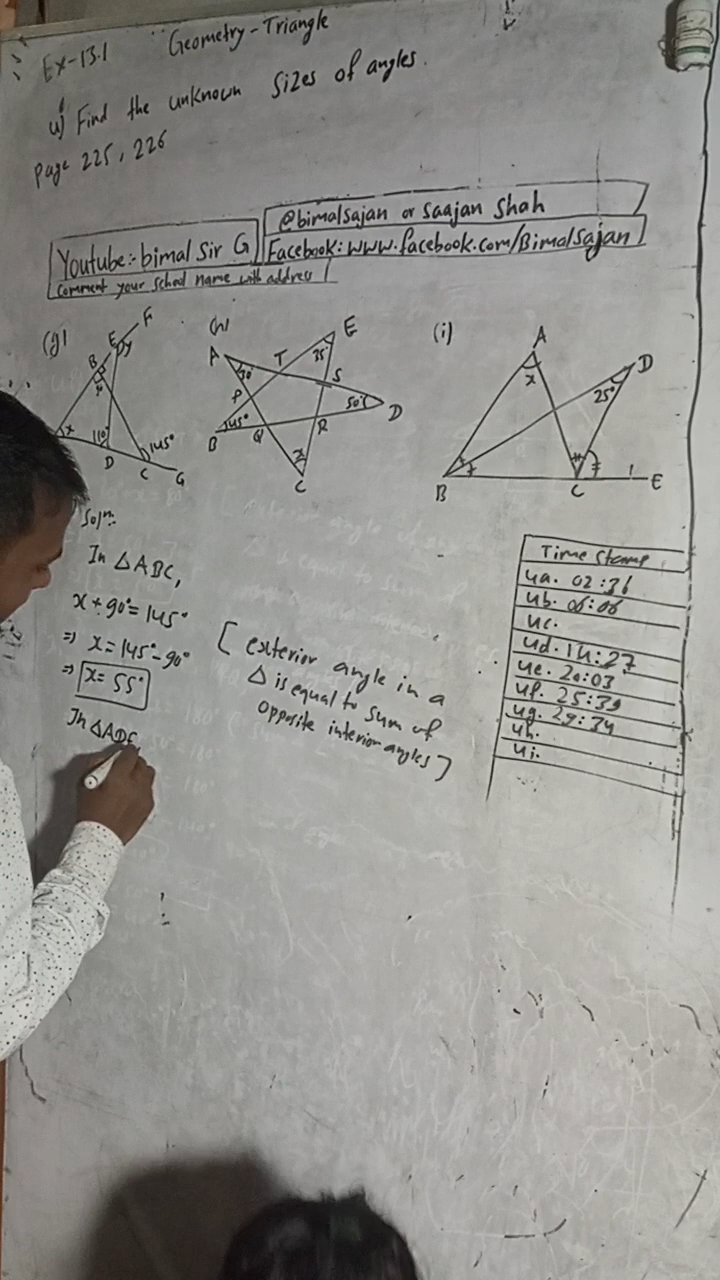 Ex-13.1 Geometry-Triangle
4) Find the unknown sizes of angles.
Page 225, 226
@bimalsajan or Saajan Shah
Youtube:- bimal Sir G
Facebook: www.facebook.com/BimalSajan
Comment your school name with address
(g)
F
E
y
B
x
110°
145°
D
C
G
(h)
A
T
E
30°
35°
S
P
50°
D
45°
B
Q
R
x
C
(i)
A
x
D
25°
B
C
E
Solⁿ:
In △ABC,
x + 90° = 145°
⇒ x = 145° - 90°
⇒ x = 55°
In △ADE,
[exterior angle in a
△ is equal to sum of
opposite interior angles]
Time Stamp
4a. 02:36
4b. 06:06
4c.
4d. 14:27
4e. 20:03
4f. 25:39
4g. 29:34
4h.
4i.